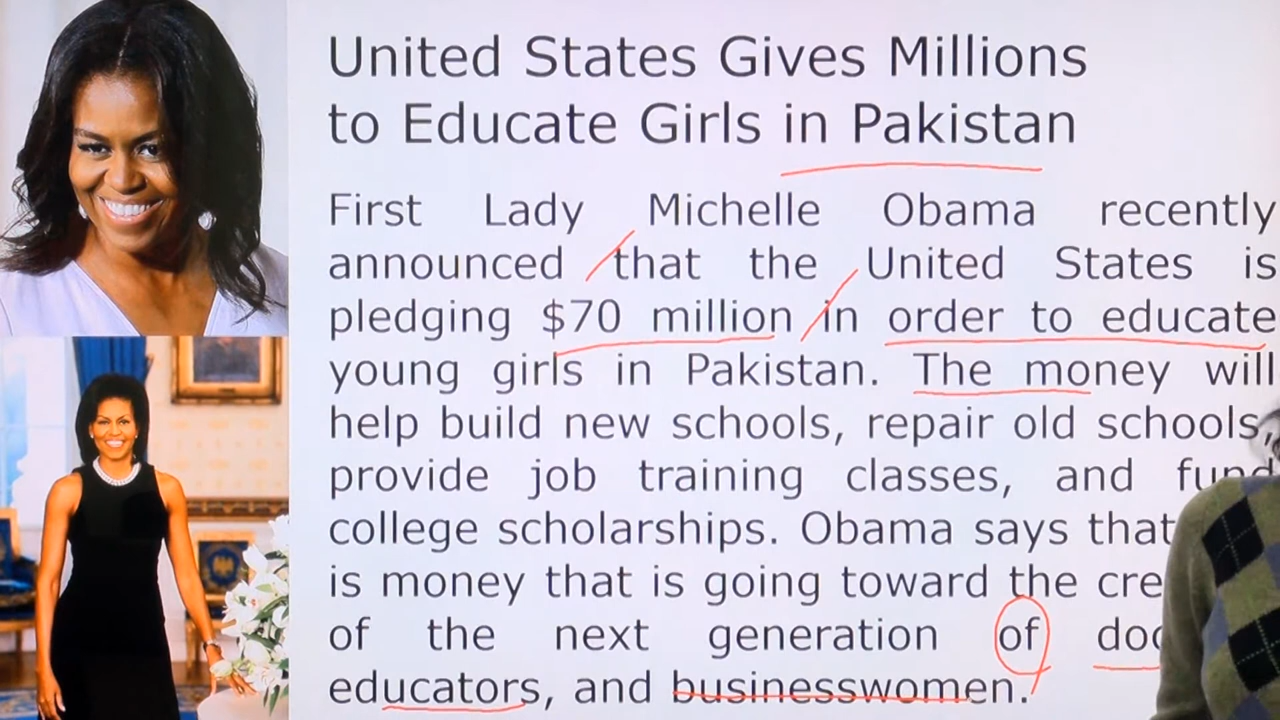 United States Gives Millions
to Educate Girls in Pakistan
First Lady Michelle Obama recently
announced that the United States is
pledging $70 million in order to educate
young girls in Pakistan. The money will
help build new schools, repair old schools,
provide job training classes, and fund
college scholarships. Obama says that
is money that is going toward the
of the next generation of
educators, and businesswomen.